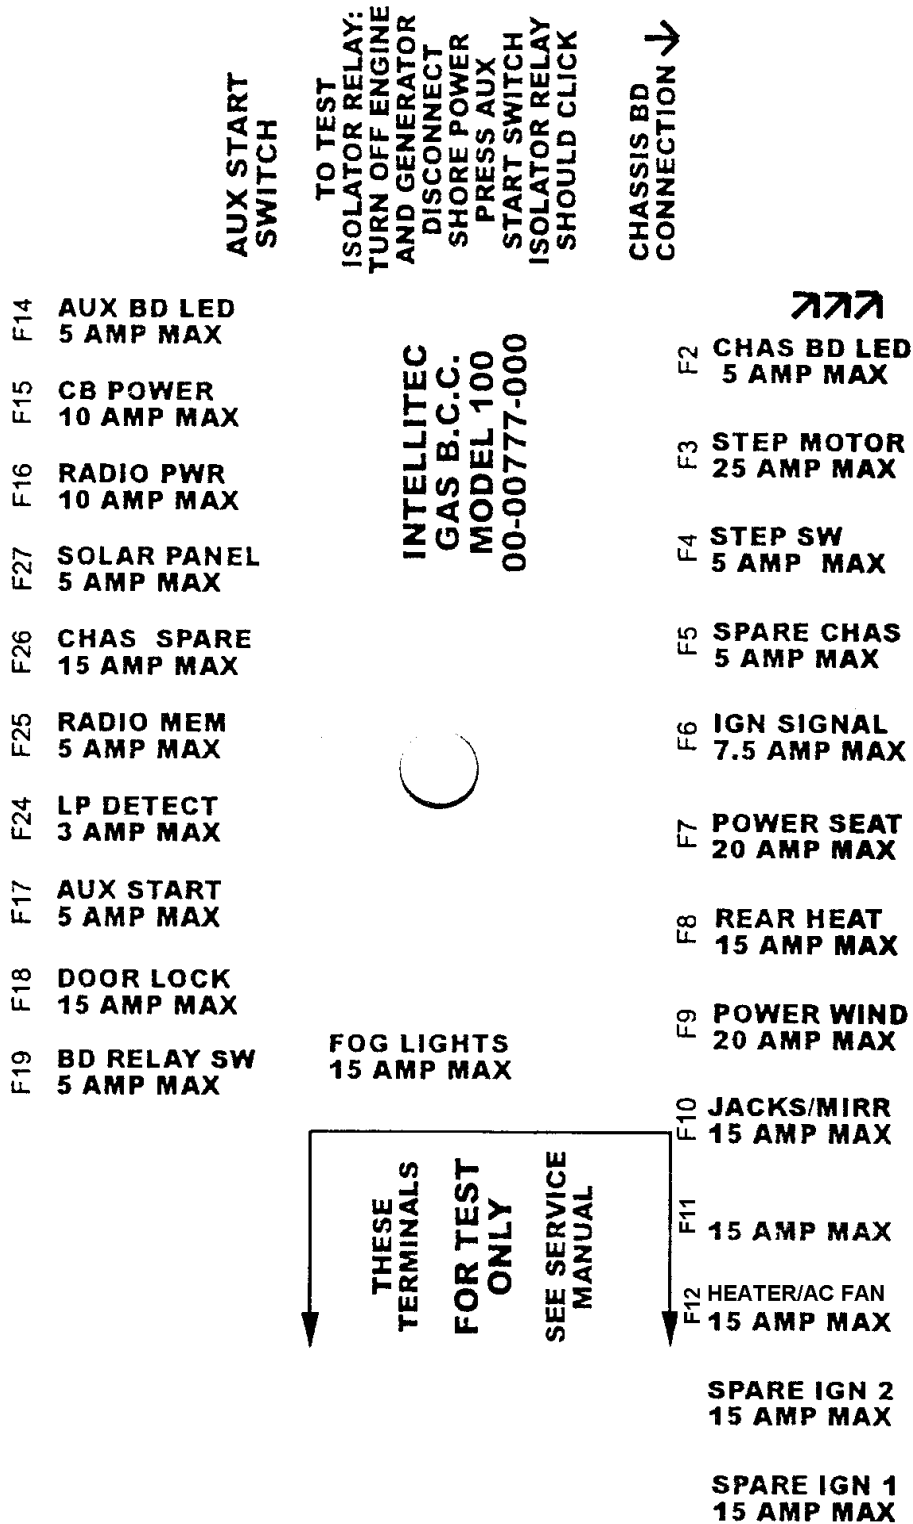 AUX START
SWITCH
TO TEST
ISOLATOR RELAY:
TURN OFF ENGINE
AND GENERATOR
DISCONNECT
SHORE POWER
PRESS AUX
START SWITCH
ISOLATOR RELAY
SHOULD CLICK
CHASSIS BD
CONNECTION
F14
AUX BD LED
5 AMP MAX
F15
CB POWER
10 AMP MAX
F16
RADIO PWR
10 AMP MAX
F27
SOLAR PANEL
5 AMP MAX
F26
CHAS SPARE
15 AMP MAX
F25
RADIO MEM
5 AMP MAX
F24
LP DETECT
3 AMP MAX
F17
AUX START
5 AMP MAX
F18
DOOR LOCK
15 AMP MAX
F19
BD RELAY SW
5 AMP MAX
INTELLITEC
GAS B.C.C.
MODEL 100
00-00777-000
FOG LIGHTS
15 AMP MAX
THESE
TERMINALS
FOR TEST
ONLY
SEE SERVICE
MANUAL
F2
CHAS BD LED
5 AMP MAX
F3
STEP MOTOR
25 AMP MAX
F4
STEP SW
5 AMP MAX
F5
SPARE CHAS
5 AMP MAX
F6
IGN SIGNAL
7.5 AMP MAX
F7
POWER SEAT
20 AMP MAX
F8
REAR HEAT
15 AMP MAX
F9
POWER WIND
20 AMP MAX
F10
JACKS/MIRR
15 AMP MAX
F11
15 AMP MAX
F12
HEATER/AC FAN
15 AMP MAX
SPARE IGN 2
15 AMP MAX
SPARE IGN 1
15 AMP MAX